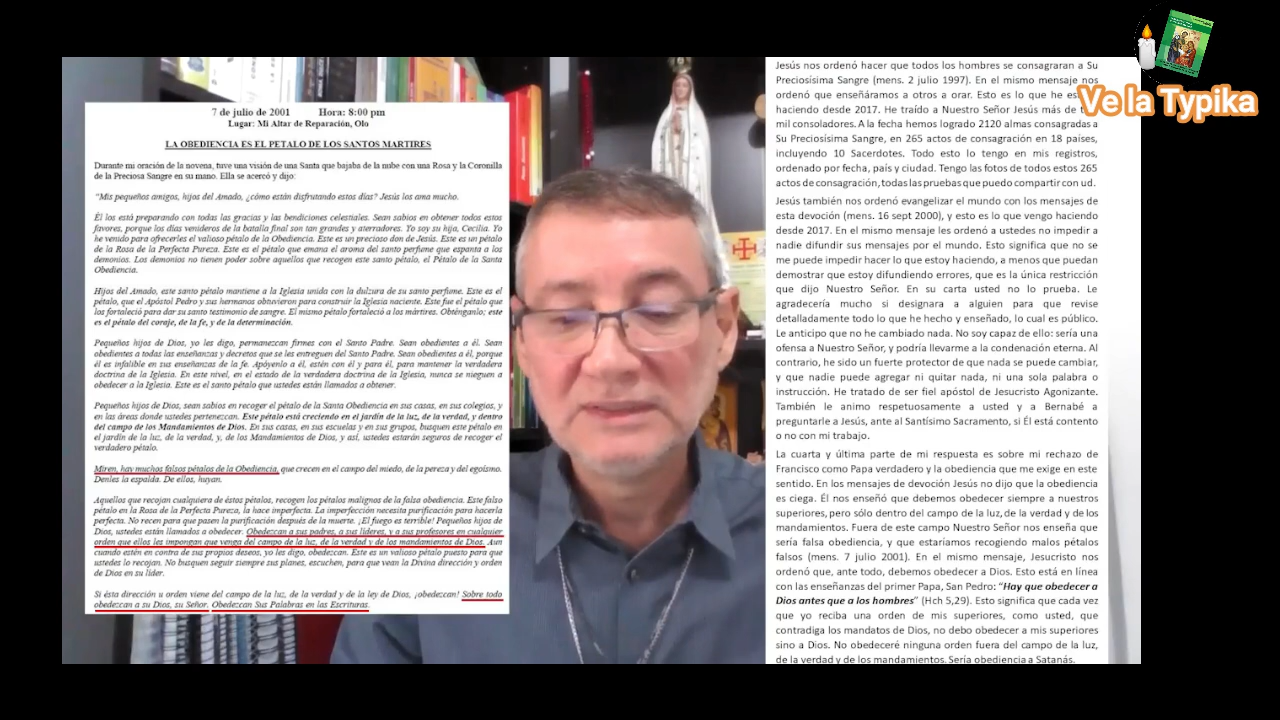 7 de julio de 2001 Hora: 8:00 pm
Lugar: Mi Altar de Reparación, Olo
LA OBEDIENCIA ES EL PETALO DE LOS SANTOS MARTIRES
Durante mi oración de la novena, tuve una visión de una Santa que bajaba de la nube con una Rosa y la Coronilla
de la Preciosa Sangre en su mano. Ella se acercó y dijo:
“Mis pequeños amigos, hijos del Amado, ¿cómo están disfrutando estos días? Jesús los ama mucho.
Él los está preparando con todas las gracias y las bendiciones celestiales. Sean sabios en obtener todos estos
favores, porque los días venideros de la batalla final son tan grandes y aterradores. Yo soy su hija, Cecilia. Yo
he venido para ofrecerles el valioso pétalo de la Obediencia. Este es un precioso don de Jesús. Este es un pétalo
de la Rosa de la Perfecta Pureza. Este es el pétalo que emana el aroma del santo perfume que espanta a los
demonios. Los demonios no tienen poder sobre aquellos que recogen este santo pétalo, el Pétalo de la Santa
Obediencia.
Hijos del Amado, este santo pétalo mantiene a la Iglesia unida con la dulzura de su santo perfume. Este es el
pétalo, que el Apóstol Pedro y sus hermanos obtuvieron para construir la Iglesia naciente. Este fue el pétalo que
los fortaleció para dar su santo testimonio de sangre. El mismo pétalo fortaleció a los mártires. Obténganlo; este
es el pétalo del coraje, de la fe, y de la determinación.
Pequeños hijos de Dios, yo les digo, permanezcan firmes con el Santo Padre. Sean obedientes a él. Sean
obedientes a todas las enseñanzas y decretos que se les entreguen del Santo Padre. Sean obedientes a él, porque
él es infalible en sus enseñanzas de la fe. Apóyenlo a él, estén con él y para él, para mantener la verdadera
doctrina de la Iglesia. En este nivel, en el estado de la verdadera doctrina de la Iglesia, nunca se nieguen a
obedecer a la Iglesia. Este es el santo pétalo que ustedes están llamados a obtener.
Pequeños hijos de Dios, sean sabios en recoger el pétalo de la Santa Obediencia en sus casas, en sus colegios, y
en las áreas donde ustedes pertenezcan. Este pétalo está creciendo en el jardín de la luz, de la verdad, y dentro
del campo de los Mandamientos de Dios. En sus casas, en sus escuelas y en sus grupos, busquen este pétalo en
el jardín de la luz, de la verdad, y, de los Mandamientos de Dios, y así, ustedes estarán seguros de recoger el
verdadero pétalo.
Miren, hay muchos falsos pétalos de la Obediencia, que crecen en el campo del miedo, de la pereza y del egoísmo.
Denles la espalda. De ellos, huyan.
Aquellos que recojan cualquiera de éstos pétalos, recogen los pétalos malignos de la falsa obediencia. Este falso
pétalo en la Rosa de la Perfecta Pureza, la hace imperfecta. La imperfección necesita purificación para hacerla
perfecta. No recen para que pasen la purificación después de la muerte. ¡El fuego es terrible! Pequeños hijos de
Dios, ustedes están llamados a obedecer. Obedezcan a sus padres, a sus líderes, y a sus profesores en cualquier
orden que ellos les impongan que venga del campo de la luz, de la verdad y de los mandamientos de Dios. Aun
cuando estén en contra de sus propios deseos, yo les digo, obedezcan. Este es un valioso pétalo puesto para que
ustedes lo recojan. No busquen seguir siempre sus planes, escuchen, para que vean la Divina dirección y orden
de Dios en su líder.
Si ésta dirección u orden viene del campo de la luz, de la verdad y de la ley de Dios, ¡obedezcan! Sobre todo
obedezcan a su Dios, su Señor. Obedezcan Sus Palabras en las Escrituras.
Jesús nos ordenó hacer que todos los hombres se consagraran a Su
Preciosísima Sangre (mens. 2 julio 1997). En el mismo mensaje nos
ordenó que enseñáramos a otros a orar. Esto es lo que he
haciendo desde 2017. He traído a Nuestro Señor Jesús más de
mil consoladores. A la fecha hemos logrado 2120 almas consagradas a
Su Preciosísima Sangre, en 265 actos de consagración en 18 países,
incluyendo 10 Sacerdotes. Todo esto lo tengo en mis registros,
ordenado por fecha, país y ciudad. Tengo las fotos de todos estos 265
actos de consagración, todas las pruebas que puedo compartir con ud.
Jesús también nos ordenó evangelizar el mundo con los mensajes de
esta devoción (mens. 16 sept 2000), y esto es lo que vengo haciendo
desde 2017. En el mismo mensaje les ordenó a ustedes no impedir a
nadie difundir sus mensajes por el mundo. Esto significa que no se
me puede impedir hacer lo que estoy haciendo, a menos que puedan
demostrar que estoy difundiendo errores, que es la única restricción
que dijo Nuestro Señor. En su carta usted no lo prueba. Le
agradecería mucho si designara a alguien para que revise
detalladamente todo lo que he hecho y enseñado, lo cual es público.
Le anticipo que no he cambiado nada. No soy capaz de ello: sería una
ofensa a Nuestro Señor, y podría llevarme a la condenación eterna. Al
contrario, he sido un fuerte protector de que nada se puede cambiar,
y que nadie puede agregar ni quitar nada, ni una sola palabra o
instrucción. He tratado de ser fiel apóstol de Jesucristo Agonizante.
También le animo respetuosamente a usted y a Bernabé a
preguntarle a Jesús, ante al Santísimo Sacramento, si Él está contento
o no con mi trabajo.
La cuarta y última parte de mi respuesta es sobre mi rechazo de
Francisco como Papa verdadero y la obediencia que me exige en este
sentido. En los mensajes de devoción Jesús no dijo que la obediencia
es ciega. Él nos enseñó que debemos obedecer siempre a nuestros
superiores, pero sólo dentro del campo de la luz, de la verdad y de los
mandamientos. Fuera de este campo Nuestro Señor nos enseña que
sería falsa obediencia, y que estaríamos recogiendo malos pétalos
falsos (mens. 7 julio 2001). En el mismo mensaje, Jesucristo nos
ordenó que, ante todo, debemos obedecer a Dios. Esto está en línea
con las enseñanzas del primer Papa, San Pedro: “Hay que obedecer a
Dios antes que a los hombres” (Hch 5,29). Esto significa que cada vez
que yo reciba una orden de mis superiores, como usted, que
contradiga los mandatos de Dios, no debo obedecer a mis superiores
sino a Dios. No obedeceré ninguna orden fuera del campo de la luz,
de la verdad y de los mandamientos. Sería obediencia a Satanás.
Ve la Typika